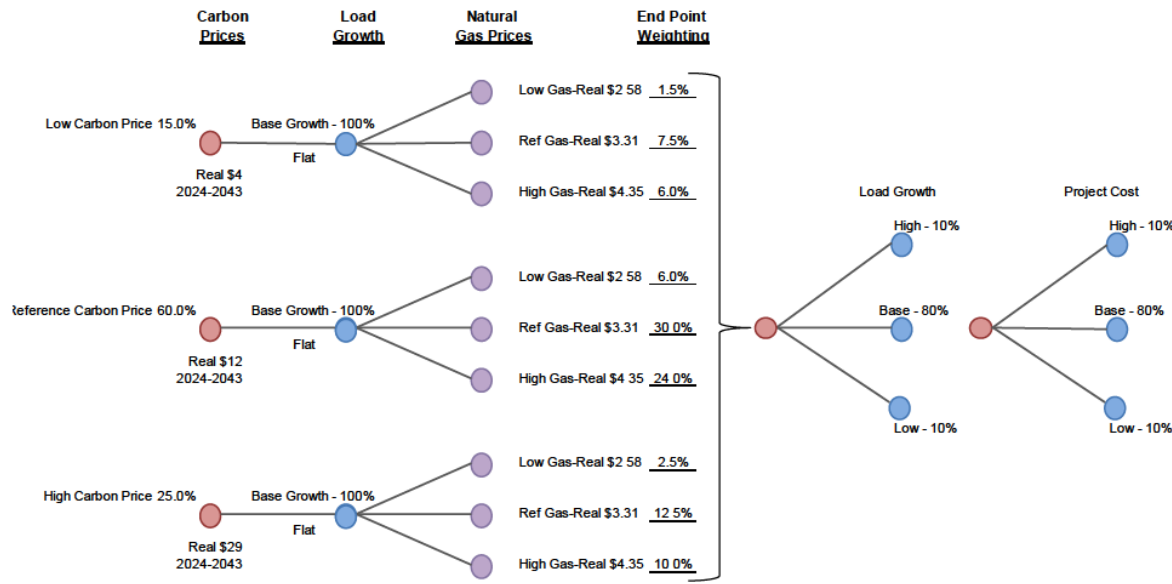 Carbon Prices
Load Growth
Natural Gas Prices
End Point Weighting
Low Gas-Real $2 58 1.5%
Low Carbon Price 15.0%
Base Growth - 100%
Ref Gas-Real $3.31 7.5%
Flat
Real $4
2024-2043
High Gas-Real $4.35 6.0%
Low Gas-Real $2 58 6.0%
Reference Carbon Price 60.0%
Base Growth - 100%
Ref Gas-Real $3.31 30 0%
Flat
Real $12
2024-2043
High Gas-Real $4 35 24 0%
Low Gas-Real $2 58 2.5%
High Carbon Price 25.0%
Base Growth - 100%
Ref Gas-Real $3.31 12 5%
Flat
Real $29
2024-2043
High Gas-Real $4.35 10 0%
Load Growth
High - 10%
Base - 80%
Low - 10%
Project Cost
High - 10%
Base - 80%
Low - 10%